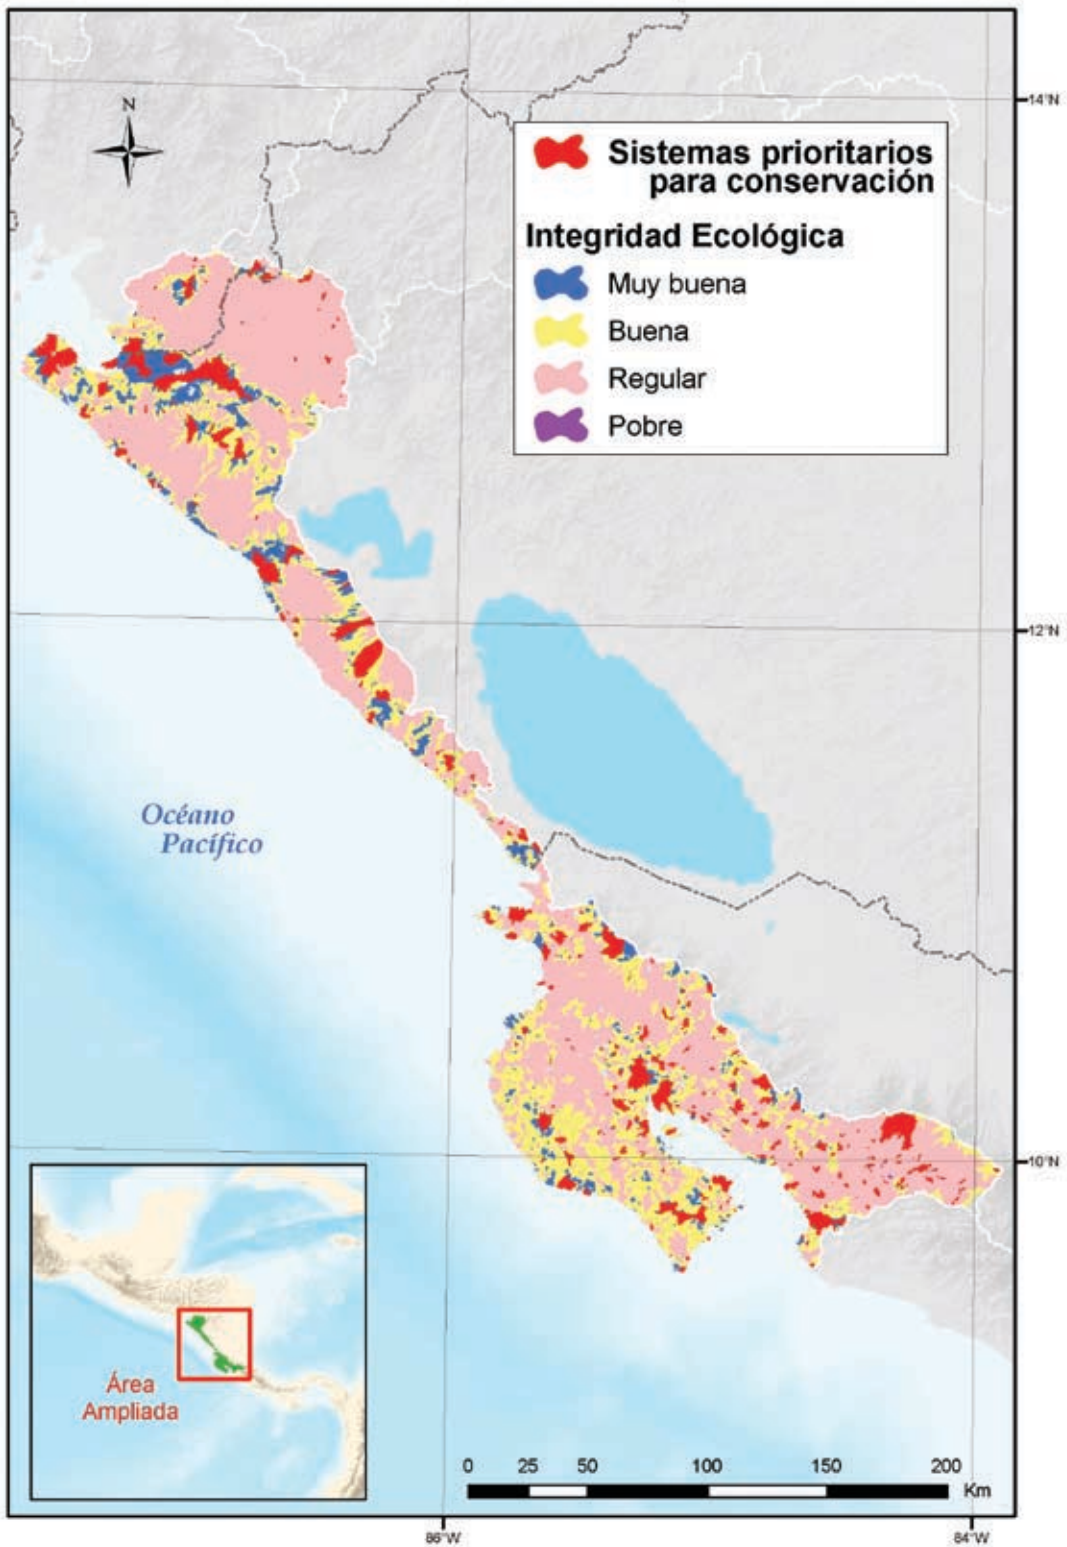 N
14°N
Sistemas prioritarios
para conservación
Integridad Ecológica
Muy buena
Buena
Regular
Pobre
12°N
Océano
Pacífico
10°N
Área
Ampliada
0 25 50 100 150 200
Km
86°W 84°W